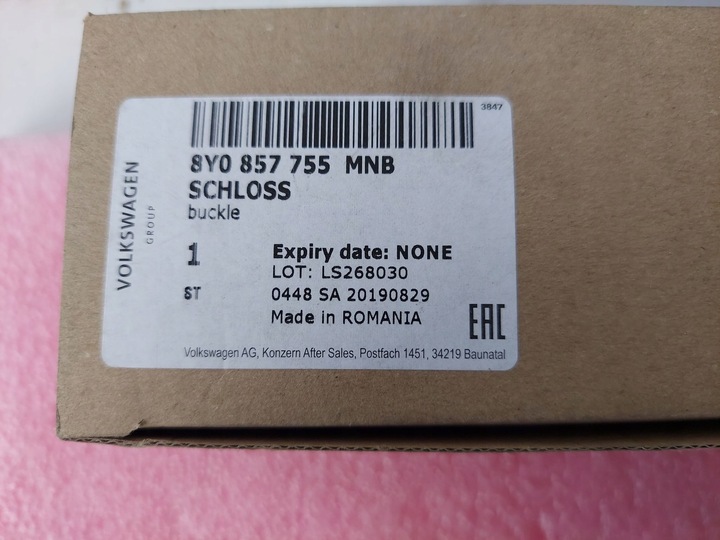 3847
8Y0 857 755 MNB
SCHLOSS
buckle
VOLKSWAGEN
GROUP
1
ST
Expiry date: NONE
LOT: LS268030
0448 SA 20190829
Made in ROMANIA
EAC
Volkswagen AG, Konzern After Sales, Postfach 1451, 34219 Baunatal